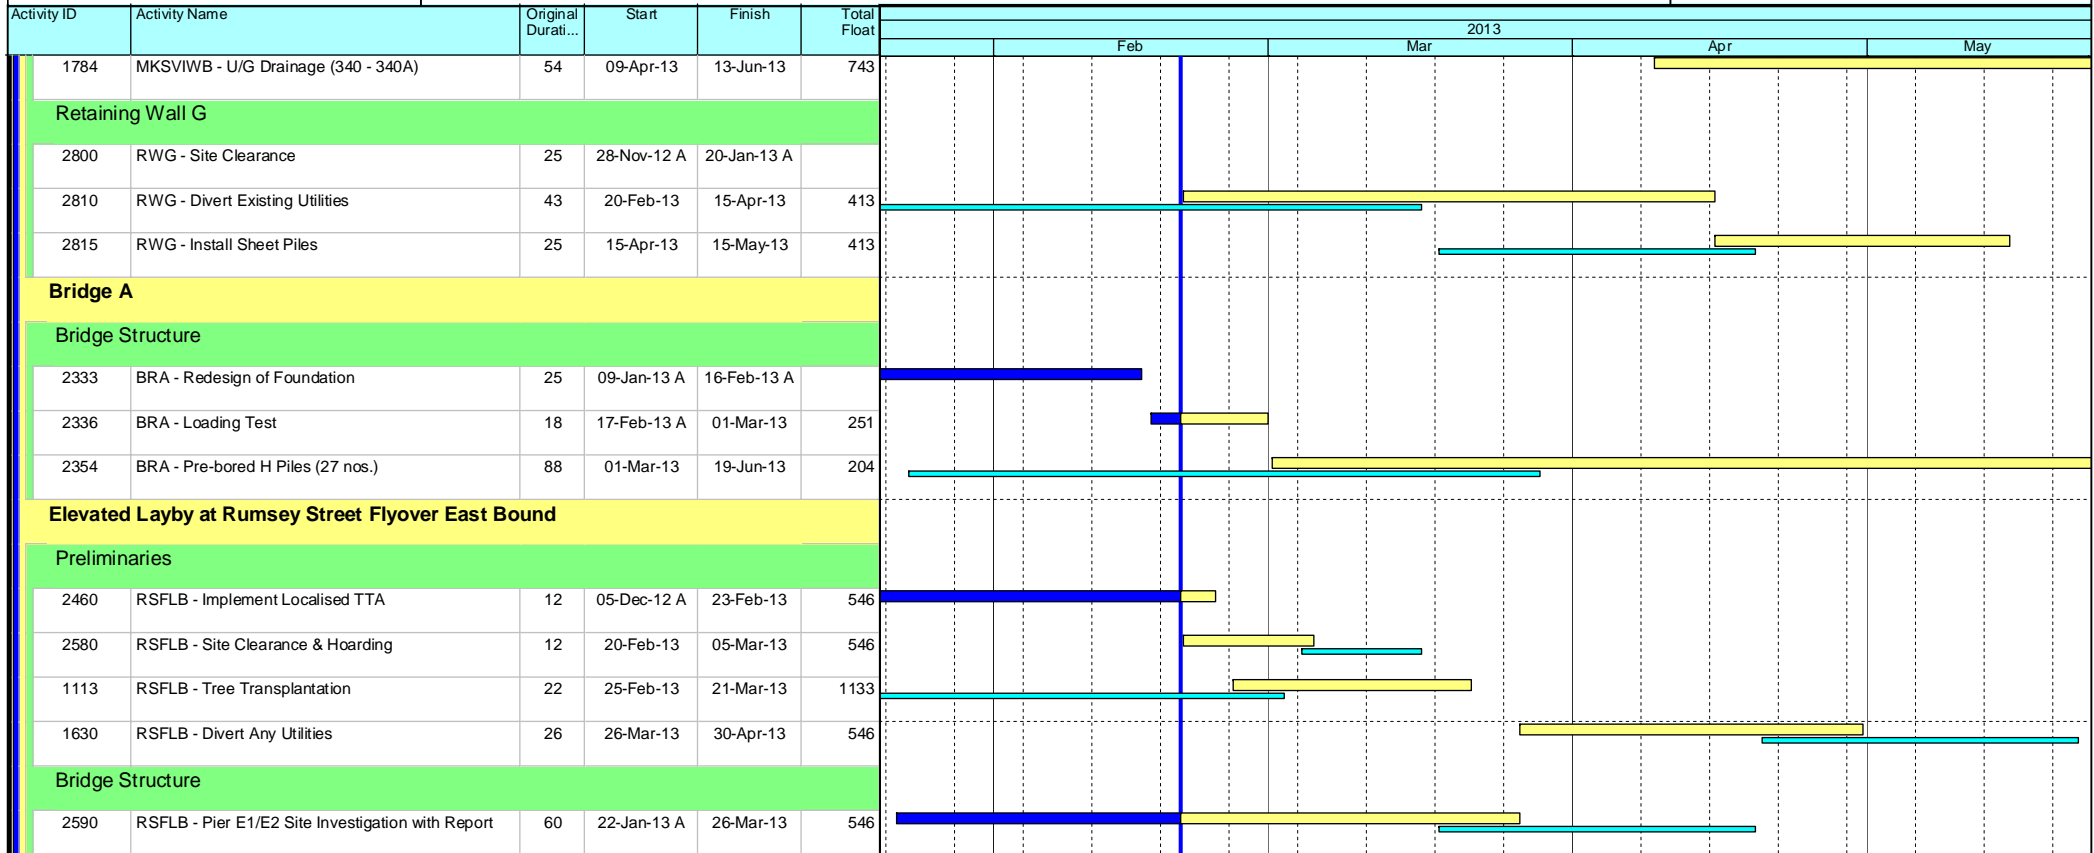 Activity ID Activity Name Original Durati... Start Finish Total Float
2013
Feb Mar Apr May
1784 MKSVIWB - U/G Drainage (340 - 340A) 54 09-Apr-13 13-Jun-13 743
Retaining Wall G
2800 RWG - Site Clearance 25 28-Nov-12 A 20-Jan-13 A
2810 RWG - Divert Existing Utilities 43 20-Feb-13 15-Apr-13 413
2815 RWG - Install Sheet Piles 25 15-Apr-13 15-May-13 413
Bridge A
Bridge Structure
2333 BRA - Redesign of Foundation 25 09-Jan-13 A 16-Feb-13 A
2336 BRA - Loading Test 18 17-Feb-13 A 01-Mar-13 251
2354 BRA - Pre-bored H Piles (27 nos.) 88 01-Mar-13 19-Jun-13 204
Elevated Layby at Rumsey Street Flyover East Bound
Preliminaries
2460 RSFLB - Implement Localised TTA 12 05-Dec-12 A 23-Feb-13 546
2580 RSFLB - Site Clearance & Hoarding 12 20-Feb-13 05-Mar-13 546
1113 RSFLB - Tree Transplantation 22 25-Feb-13 21-Mar-13 1133
1630 RSFLB - Divert Any Utilities 26 26-Mar-13 30-Apr-13 546
Bridge Structure
2590 RSFLB - Pier E1/E2 Site Investigation with Report 60 22-Jan-13 A 26-Mar-13 546